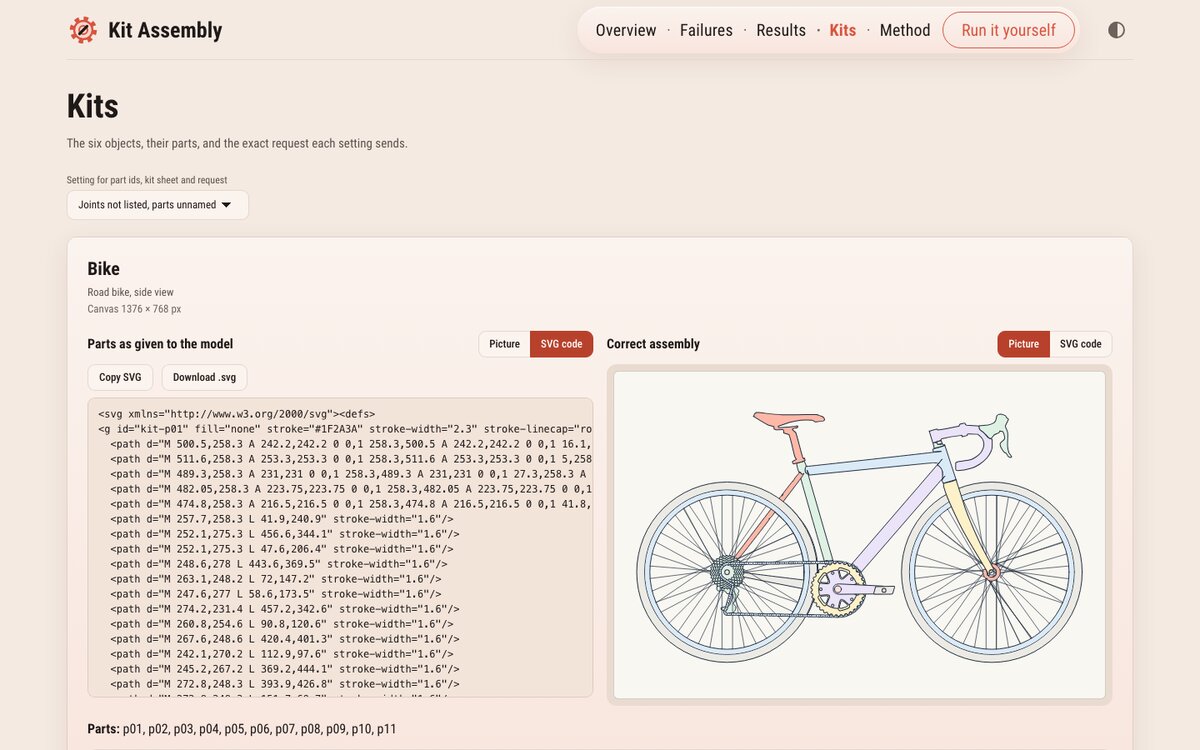 Kit Assembly
Overview · Failures · Results · Kits · Method
Run it yourself
Kits
The six objects, their parts, and the exact request each setting sends.
Setting for part ids, kit sheet and request
Joints not listed, parts unnamed
Bike
Road bike, side view
Canvas 1376 × 768 px
Parts as given to the model
Picture
SVG code
Copy SVG
Download .svg
<svg xmlns="http://www.w3.org/2000/svg"><defs>
<g id="kit-p01" fill="none" stroke="#1F2A3A" stroke-width="2.3" stroke-linecap="ro
<path d="M 500.5,258.3 A 242.2,242.2 0 0,1 258.3,500.5 A 242.2,242.2 0 0,1 16.1,
<path d="M 511.6,258.3 A 253.3,253.3 0 0,1 258.3,511.6 A 253.3,253.3 0 0,1 5,258
<path d="M 489.3,258.3 A 231,231 0 0,1 258.3,489.3 A 231,231 0 0,1 27.3,258.3 A
<path d="M 482.05,258.3 A 223.75,223.75 0 0,1 258.3,482.05 A 223.75,223.75 0 0,1
<path d="M 474.8,258.3 A 216.5,216.5 0 0,1 258.3,474.8 A 216.5,216.5 0 0,1 41.8,
<path d="M 257.7,258.3 L 41.9,240.9" stroke-width="1.6"/>
<path d="M 252.1,275.3 L 456.6,344.1" stroke-width="1.6"/>
<path d="M 252.1,275.3 L 47.6,206.4" stroke-width="1.6"/>
<path d="M 248.6,278 L 443.6,369.5" stroke-width="1.6"/>
<path d="M 263.1,248.2 L 72,147.2" stroke-width="1.6"/>
<path d="M 247.6,277 L 58.6,173.5" stroke-width="1.6"/>
<path d="M 274.2,231.4 L 457.2,342.6" stroke-width="1.6"/>
<path d="M 260.8,254.6 L 90.8,120.6" stroke-width="1.6"/>
<path d="M 267.6,248.6 L 420.4,401.3" stroke-width="1.6"/>
<path d="M 242.1,270.2 L 112.9,97.6" stroke-width="1.6"/>
<path d="M 245.2,267.2 L 369.2,444.1" stroke-width="1.6"/>
<path d="M 272.8,248.3 L 393.9,426.8" stroke-width="1.6"/>
Correct assembly
Picture
SVG code
Parts: p01, p02, p03, p04, p05, p06, p07, p08, p09, p10, p11